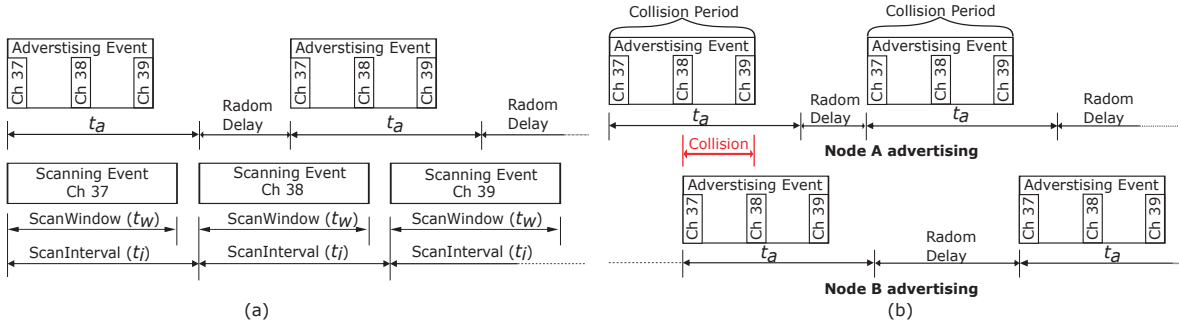 Adverstising Event Adverstising Event
Ch 37 Ch 38 Ch 39 Ch 37 Ch 38 Ch 39
Radom Delay Radom Delay
ta ta
Scanning Event Ch 37 Scanning Event Ch 38 Scanning Event Ch 39
ScanWindow (tw) ScanWindow (tw) ScanWindow (tw)
ScanInterval (ti) ScanInterval (ti) ScanInterval (ti)
(a)
Collision Period Collision Period
Adverstising Event Adverstising Event
Ch 37 Ch 38 Ch 39 Ch 37 Ch 38 Ch 39
ta Radom Delay ta Radom Delay
Collision
Node A advertising
Adverstising Event Adverstising Event
Ch 37 Ch 38 Ch 39 Ch 37 Ch 38 Ch 39
ta Radom Delay ta
Node B advertising
(b)